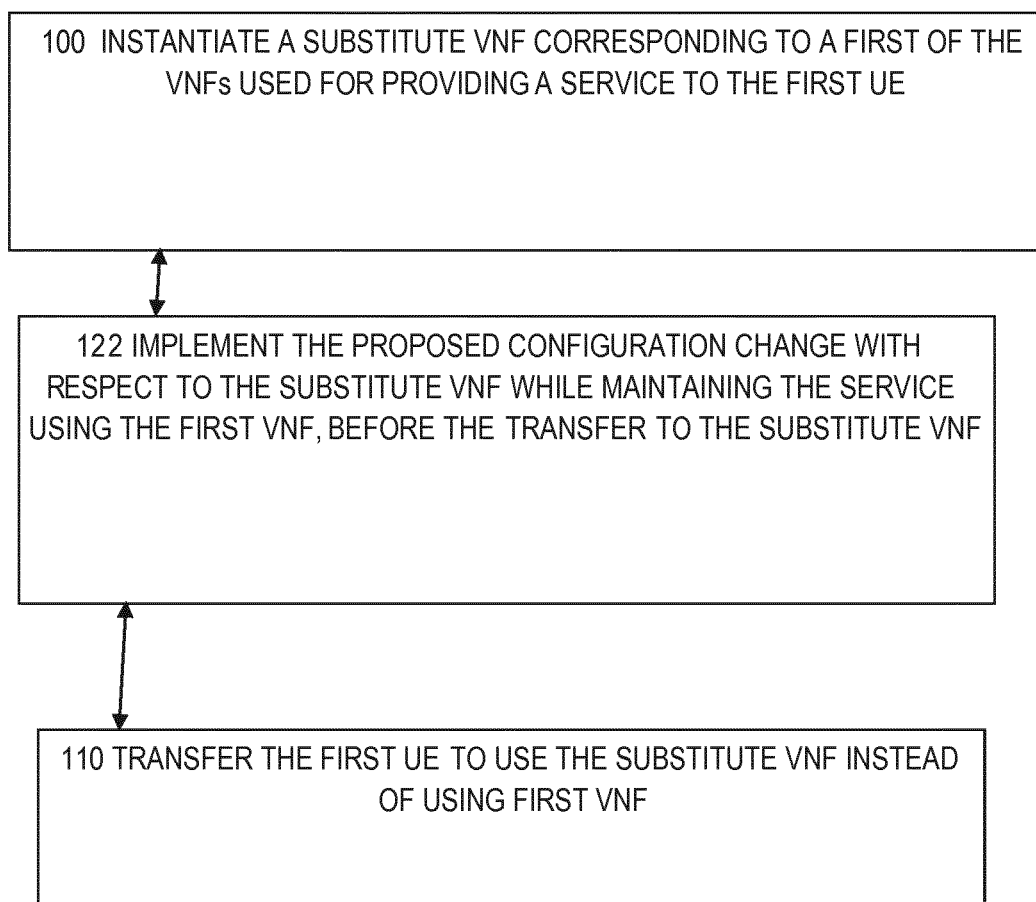 100 INSTANTIATE A SUBSTITUTE VNF CORRESPONDING TO A FIRST OF THE
VNFs USED FOR PROVIDING A SERVICE TO THE FIRST UE
122 IMPLEMENT THE PROPOSED CONFIGURATION CHANGE WITH
RESPECT TO THE SUBSTITUTE VNF WHILE MAINTAINING THE SERVICE
USING THE FIRST VNF, BEFORE THE TRANSFER TO THE SUBSTITUTE VNF
110 TRANSFER THE FIRST UE TO USE THE SUBSTITUTE VNF INSTEAD
OF USING FIRST VNF